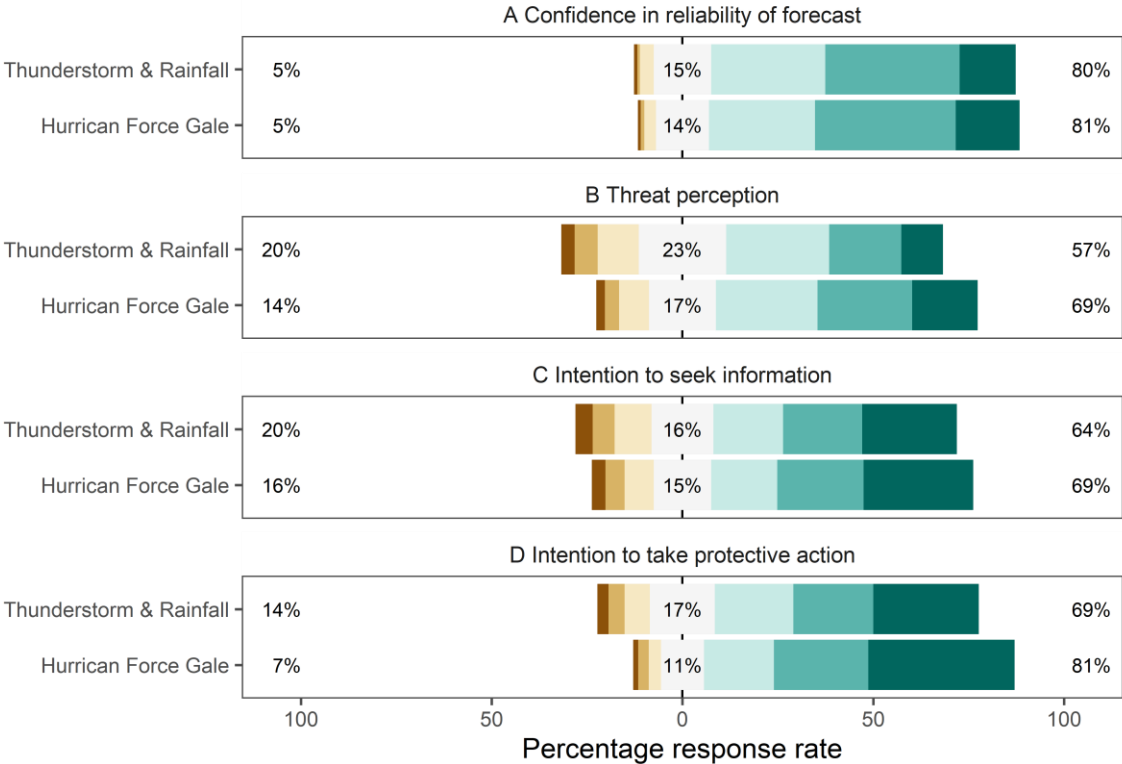 A Confidence in reliability of forecast
Thunderstorm & Rainfall 5% 15% 80%
Hurrican Force Gale 5% 14% 81%
B Threat perception
Thunderstorm & Rainfall 20% 23% 57%
Hurrican Force Gale 14% 17% 69%
C Intention to seek information
Thunderstorm & Rainfall 20% 16% 64%
Hurrican Force Gale 16% 15% 69%
D Intention to take protective action
Thunderstorm & Rainfall 14% 17% 69%
Hurrican Force Gale 7% 11% 81%
100 50 0 50 100
Percentage response rate